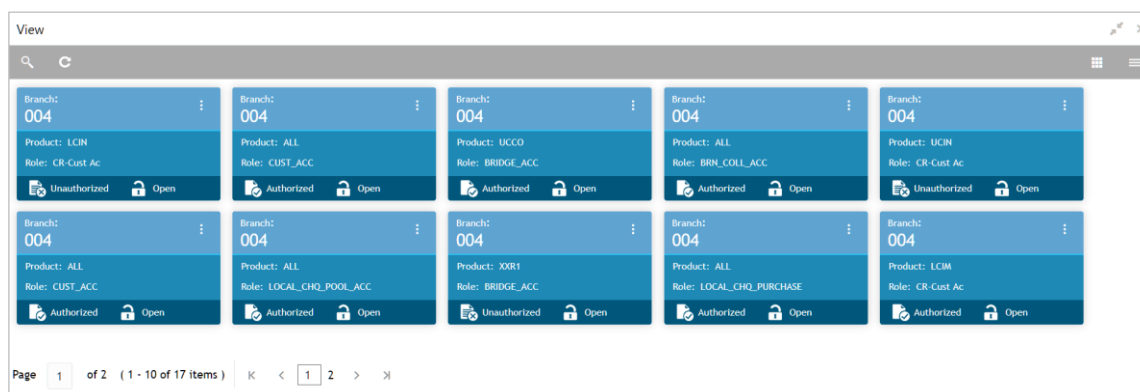 View
Branch:
004
Product: LCIN
Role: CR-Cust Ac
Unauthorized Open
Branch:
004
Product: ALL
Role: CUST_ACC
Authorized Open
Branch:
004
Product: UCCO
Role: BRIDGE_ACC
Authorized Open
Branch:
004
Product: ALL
Role: BRN_COLL_ACC
Authorized Open
Branch:
004
Product: UCIN
Role: CR-Cust Ac
Unauthorized Open
Branch:
004
Product: ALL
Role: CUST_ACC
Authorized Open
Branch:
004
Product: ALL
Role: LOCAL_CHQ_POOL_ACC
Authorized Open
Branch:
004
Product: XXR1
Role: BRIDGE_ACC
Unauthorized Open
Branch:
004
Product: ALL
Role: LOCAL_CHQ_PURCHASE
Authorized Open
Branch:
004
Product: LCIM
Role: CR-Cust Ac
Authorized Open
Page 1 of 2 ( 1 - 10 of 17 items ) 1 2